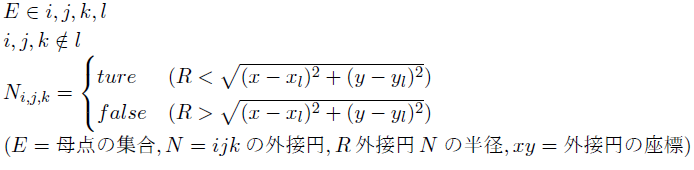 E ∈ i, j, k, l
i, j, k ∉ l
N_{i,j,k} = { ture (R < √((x − x_l)² + (y − y_l)²))
false (R > √((x − x_l)² + (y − y_l)²))
(E = 母点の集合, N = ijk の外接円, R 外接円 N の半径, xy = 外接円の座標)